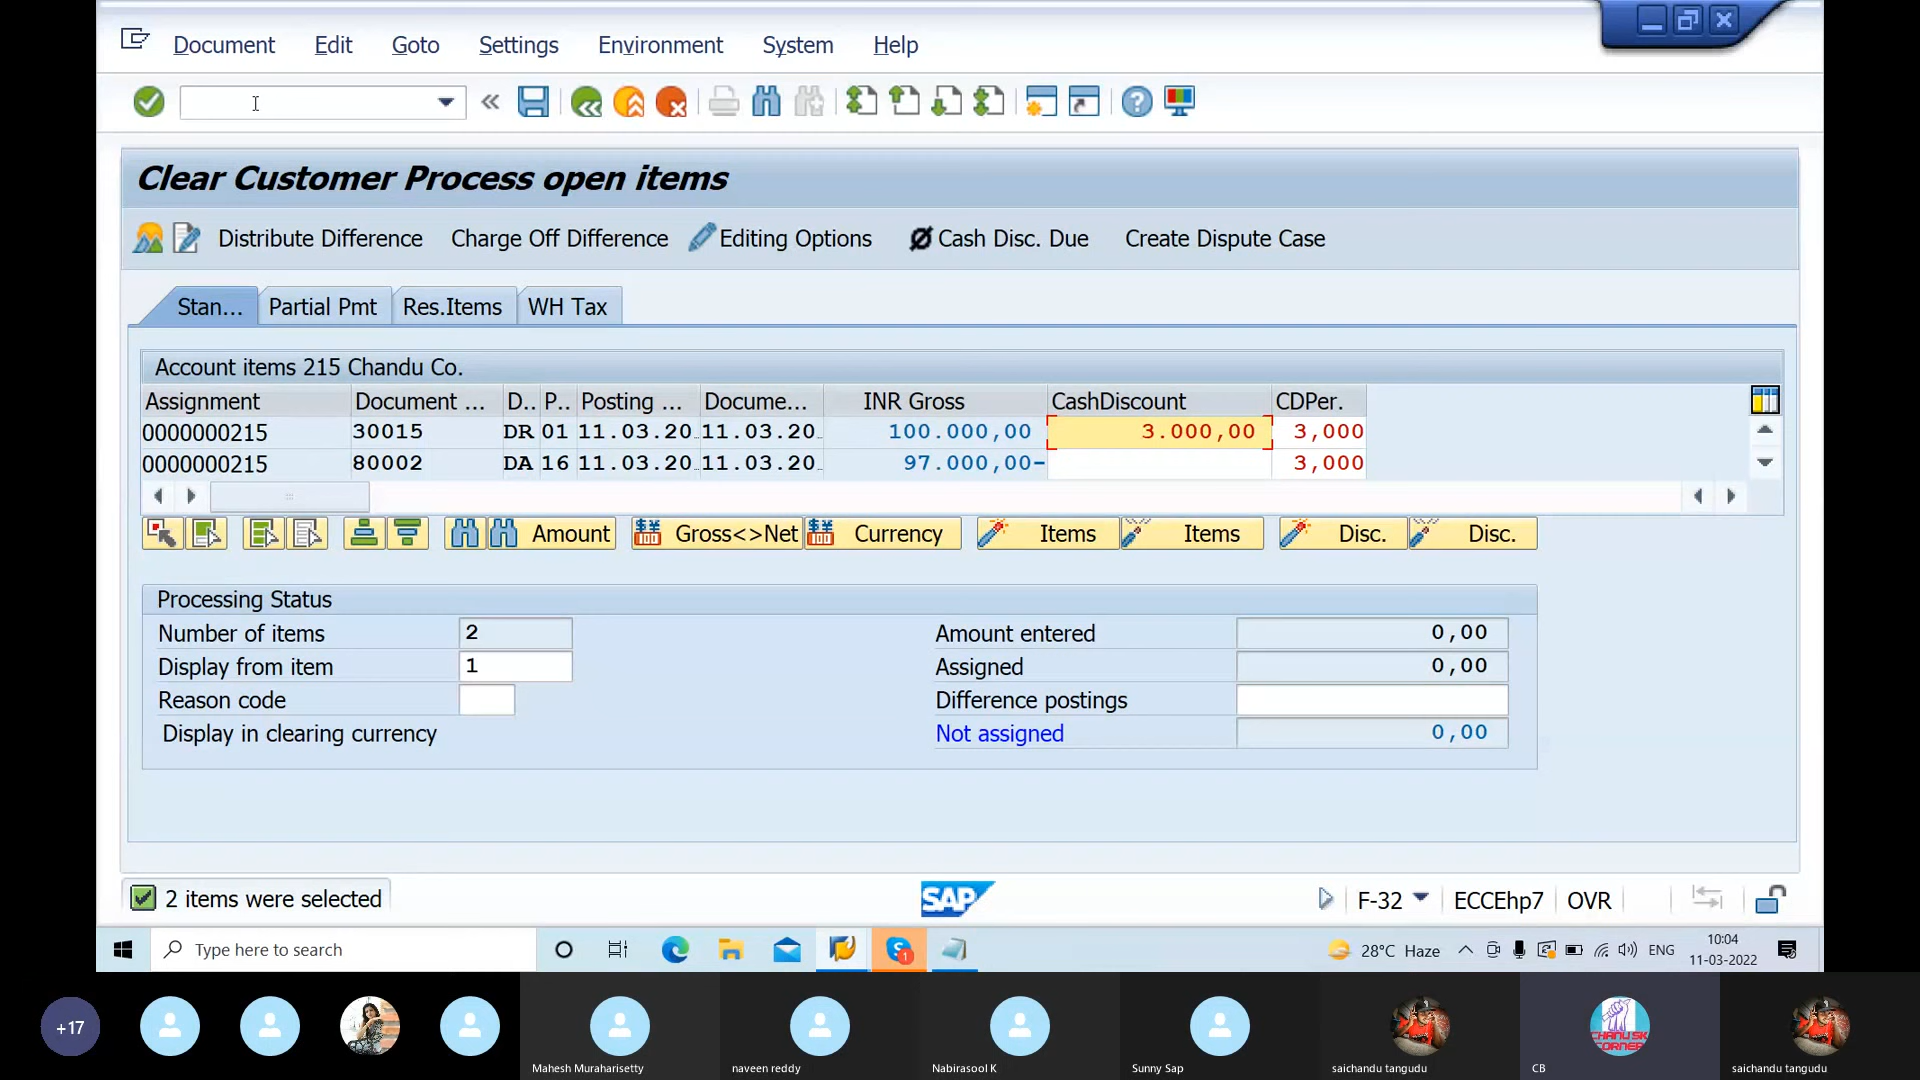 Document Edit Goto Settings Environment System Help
Clear Customer Process open items
Distribute Difference Charge Off Difference Editing Options Cash Disc. Due Create Dispute Case
Stan... Partial Pmt Res.Items WH Tax
Account items 215 Chandu Co.
Assignment Document ... D.. P.. Posting ... Docume... INR Gross CashDiscount CDPer.
0000000215 30015 DR 01 11.03.20.. 11.03.20.. 100.000,00 3.000,00 3,000
0000000215 80002 DA 16 11.03.20.. 11.03.20.. 97.000,00- 3,000
Amount Gross<>Net Currency Items Items Disc. Disc.
Processing Status
Number of items 2 Amount entered 0,00
Display from item 1 Assigned 0,00
Reason code Difference postings
Display in clearing currency Not assigned 0,00
2 items were selected SAP F-32 ECCEhp7 OVR
Type here to search 1 28°C Haze ENG 10:04
11-03-2022
+17
CHANU SK
CORNER
Mahesh Muraharisetty naveen reddy Nabirasool K Sunny Sap saichandu tangudu CB saichandu tangudu